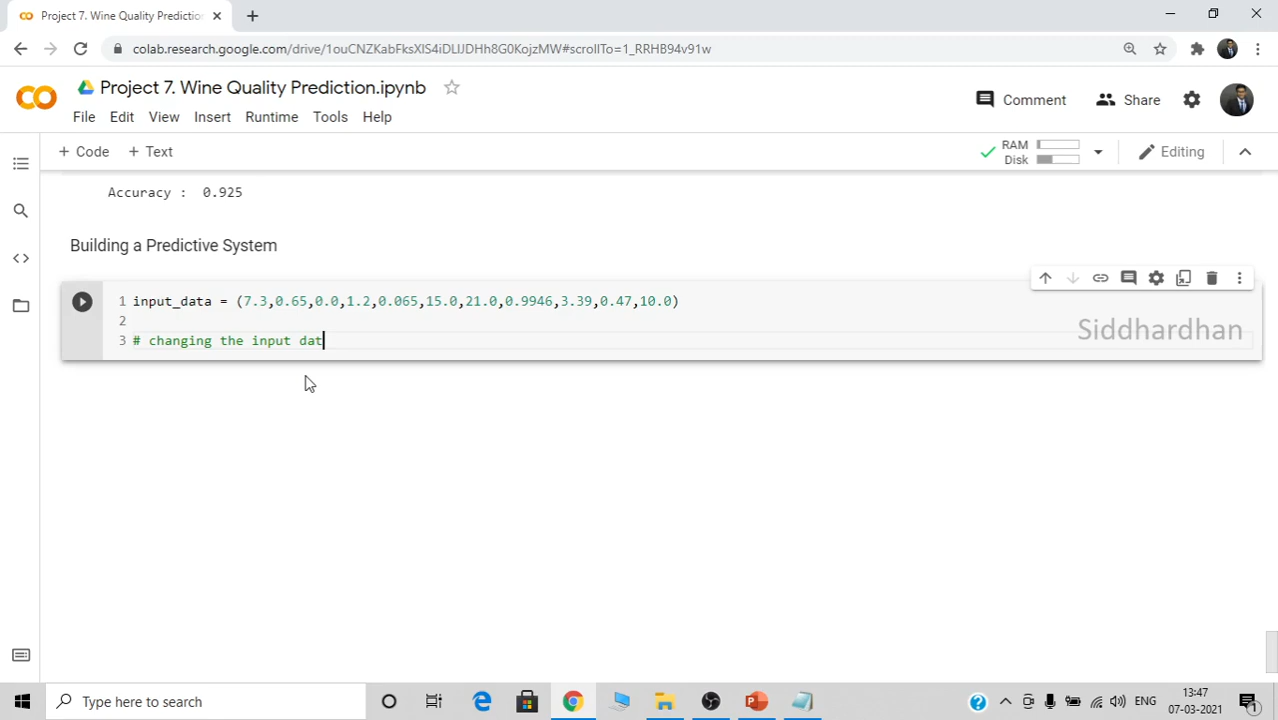 Project 7. Wine Quality Predictio
colab.research.google.com/drive/1ouCNZKabFksXlS4iDLlJDHh8G0KojzMW#scrollTo=1_RRHB94v91w
Project 7. Wine Quality Prediction.ipynb
Comment
Share
File Edit View Insert Runtime Tools Help
+ Code + Text
RAM
Disk
Editing
Accuracy : 0.925
Building a Predictive System
1 input_data = (7.3,0.65,0.0,1.2,0.065,15.0,21.0,0.9946,3.39,0.47,10.0)
2
3 # changing the input dat
Siddhardhan
Type here to search
ENG
13:47
07-03-2021
1